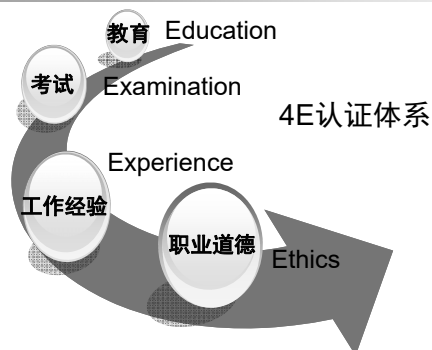 教育 Education
考试 Examination
4E认证体系
Experience
工作经验
职业道德
Ethics